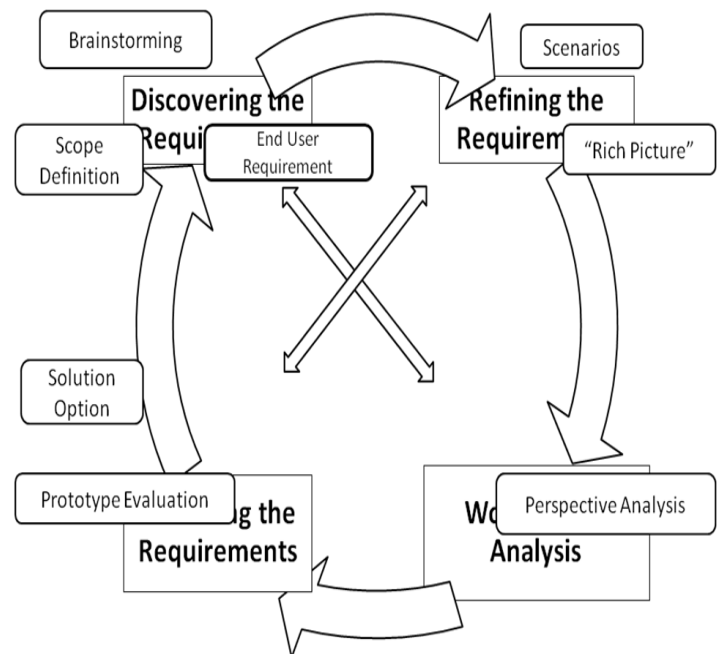 Brainstorming
Scenarios
Discovering the
Requi
Refining the
Requirem
End User
Requirement
Scope
Definition
“Rich Picture”
Solution
Option
Prototype Evaluation
g the
Requirements
Perspective Analysis
Analysis